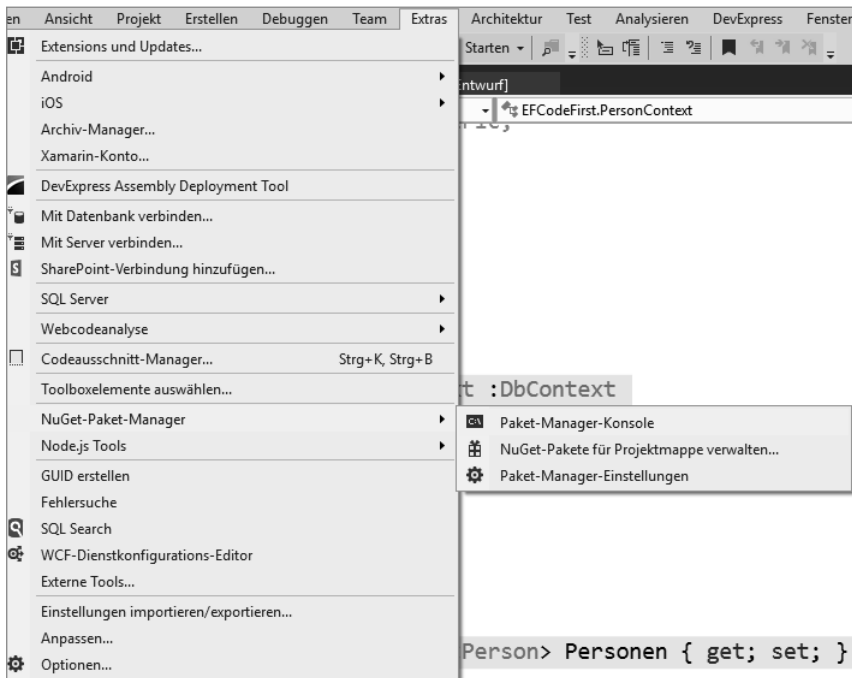 en Ansicht Projekt Erstellen Debuggen Team Extras Architektur Test Analysieren DevExpress Fenster
Extensions und Updates...
Starten
Android
iOS
Archiv-Manager...
Xamarin-Konto...
Entwurf]
EFCodeFirst.PersonContext
DevExpress Assembly Deployment Tool
Mit Datenbank verbinden...
Mit Server verbinden...
SharePoint-Verbindung hinzufügen...
SQL Server
Webcodeanalyse
Codeausschnitt-Manager... Strg+K, Strg+B
Toolboxelemente auswählen...
t :DbContext
NuGet-Paket-Manager
Paket-Manager-Konsole
NuGet-Pakete für Projektmappe verwalten...
Paket-Manager-Einstellungen
Node.js Tools
GUID erstellen
Fehlersuche
SQL Search
WCF-Dienstkonfigurations-Editor
Externe Tools...
Einstellungen importieren/exportieren...
Anpassen...
Optionen...
Person> Personen { get; set; }